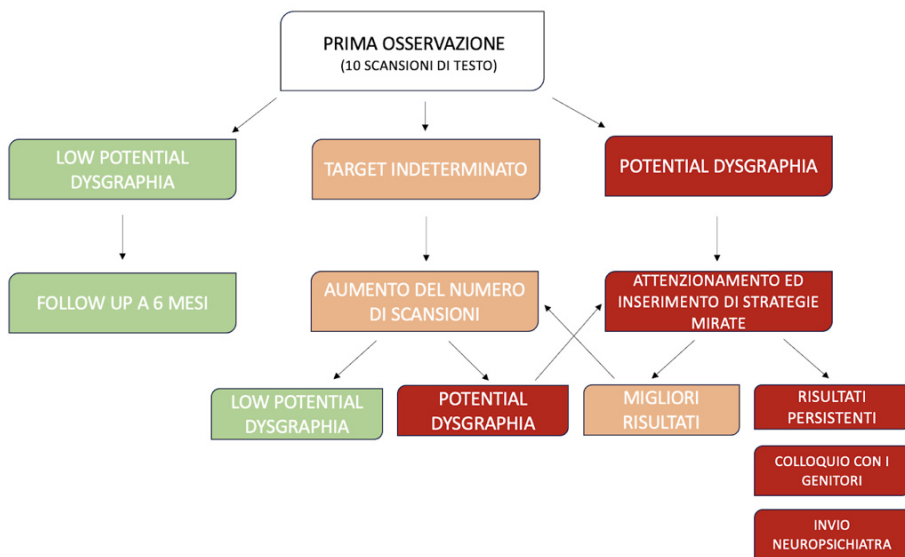 PRIMA OSSERVAZIONE
(10 SCANSIONI DI TESTO)
LOW POTENTIAL
DYSGRAPHIA
TARGET INDETERMINATO
POTENTIAL DYSGRAPHIA
FOLLOW UP A 6 MESI
AUMENTO DEL NUMERO
DI SCANSIONI
ATTENZIONAMENTO ED
INSERIMENTO DI STRATEGIE
MIRATE
LOW POTENTIAL
DYSGRAPHIA
POTENTIAL
DYSGRAPHIA
MIGLIORI
RISULTATI
RISULTATI
PERSISTENTI
COLLOQUIO CON I
GENITORI
INVIO
NEUROPSICHIATRA